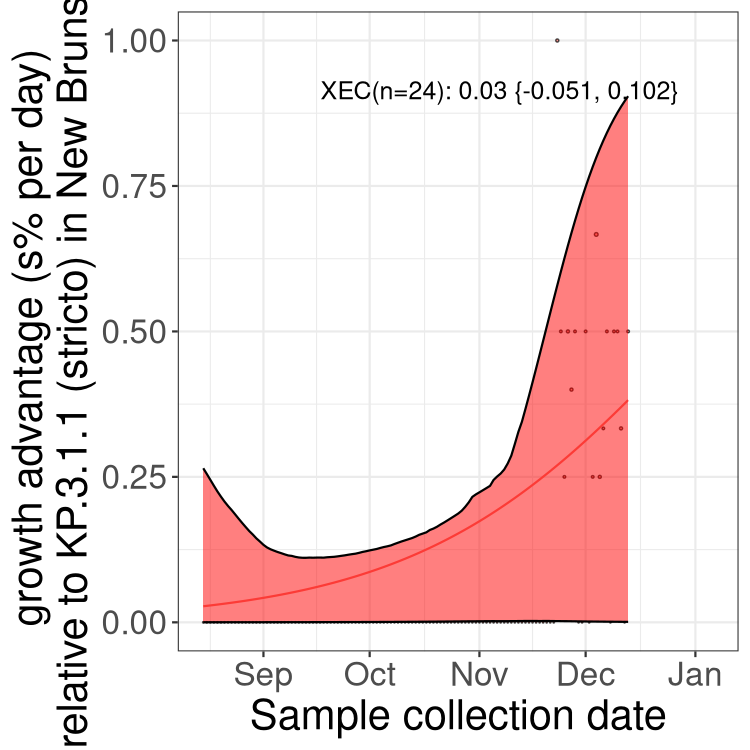 growth advantage (s% per day)
relative to KP.3.1.1 (stricto) in New Bruns
1.00
0.75
0.50
0.25
0.00
XEC(n=24): 0.03 {-0.051, 0.102}
Sep Oct Nov Dec Jan
Sample collection date